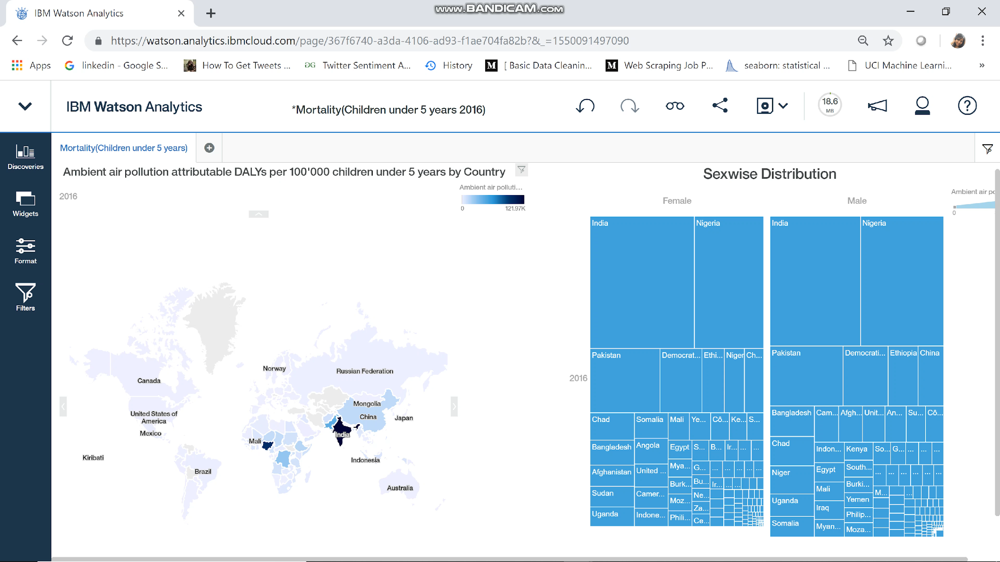 IBM Watson Analytics
www.BANDICAM.com
https://watson.analytics.ibmcloud.com/page/367f6740-a3da-4106-ad93-f1ae704fa82b?&_=1550091497090
Apps
linkedin - Google S...
How To Get Tweets ...
Twitter Sentiment A...
History
[ Basic Data Cleanin...
Web Scraping Job P...
seaborn: statistical ...
UCI Machine Learni...
»
IBM Watson Analytics
*Mortality(Children under 5 years 2016)
18.6
MB
Discoveries
Widgets
Format
Filters
Mortality(Children under 5 years)
Ambient air pollution attributable DALYs per 100'000 children under 5 years by Country
2016
Ambient air polluti...
0
121.97K
Norway
Russian Federation
Canada
Mongolia
United States of
America
China
Japan
Mexico
India
Mali
Kiribati
Indonesia
Brazil
Australia
Sexwise Distribution
Ambient air po
0
2016
Female
India
Nigeria
Pakistan
Democrat...
Ethi...
Niger
Ch...
Chad
Somalia
Mali
Ye...
Cô...
Ke...
S...
Bangladesh
Angola
Egypt
S...
B...
Ir...
...
...
Afghanistan
United ...
Mya...
G...
...
...
...
...
...
Sudan
Camer...
Burk...
Bu...
Ir...
...
...
Uganda
Indone...
Moz...
Ne...
Phili...
Za...
Ce...
Male
India
Nigeria
Pakistan
Democrati...
Ethiopia
China
Bangladesh
Cam...
Afgh...
Unit...
An...
Su...
Cô...
Chad
Indon...
Kenya
So...
G...
...
...
...
Niger
Egypt
South...
...
...
...
...
...
...
Uganda
Mali
Burki...
M...
...
Somalia
Iraq
Yemen
Myan...
Philip...
Moza...